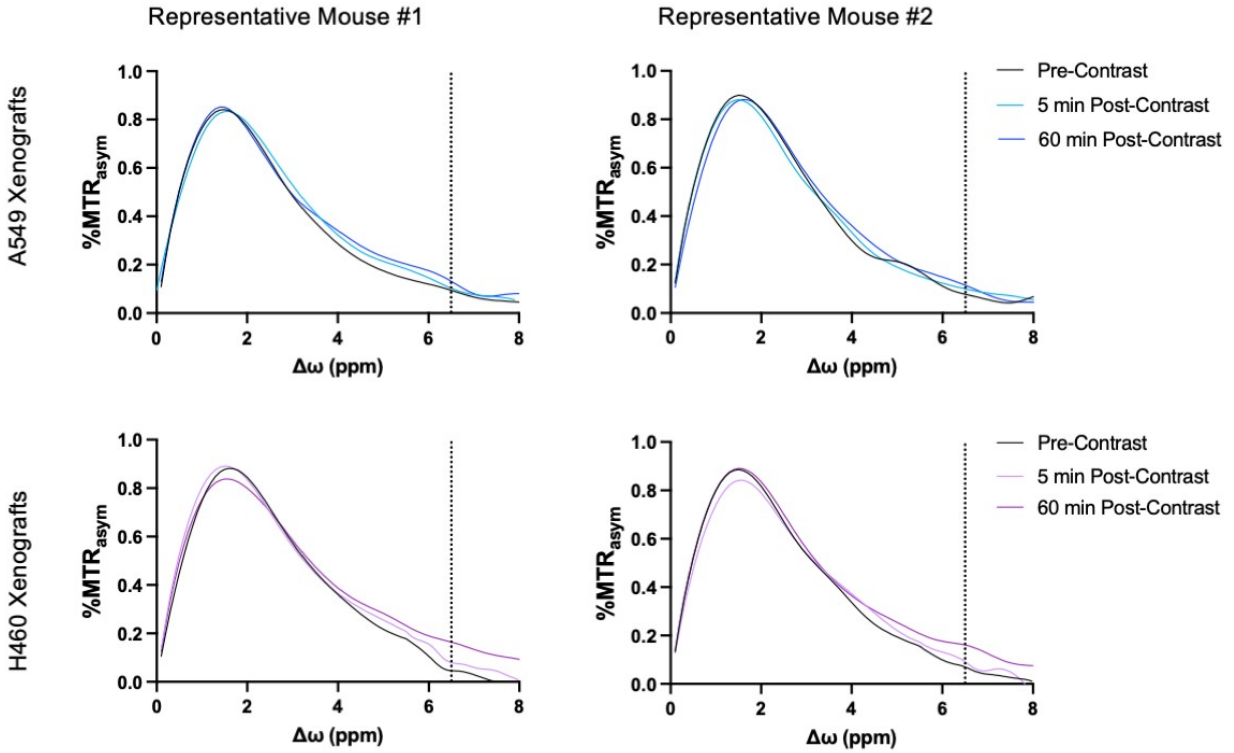 Representative Mouse #1
Representative Mouse #2
A549 Xenografts
%MTRasym
1.0
0.8
0.6
0.4
0.2
0.0
0 2 4 6 8
Δω (ppm)
%MTRasym
1.0
0.8
0.6
0.4
0.2
0.0
0 2 4 6 8
Δω (ppm)
Pre-Contrast
5 min Post-Contrast
60 min Post-Contrast
H460 Xenografts
%MTRasym
1.0
0.8
0.6
0.4
0.2
0.0
0 2 4 6 8
Δω (ppm)
%MTRasym
1.0
0.8
0.6
0.4
0.2
0.0
0 2 4 6 8
Δω (ppm)
Pre-Contrast
5 min Post-Contrast
60 min Post-Contrast